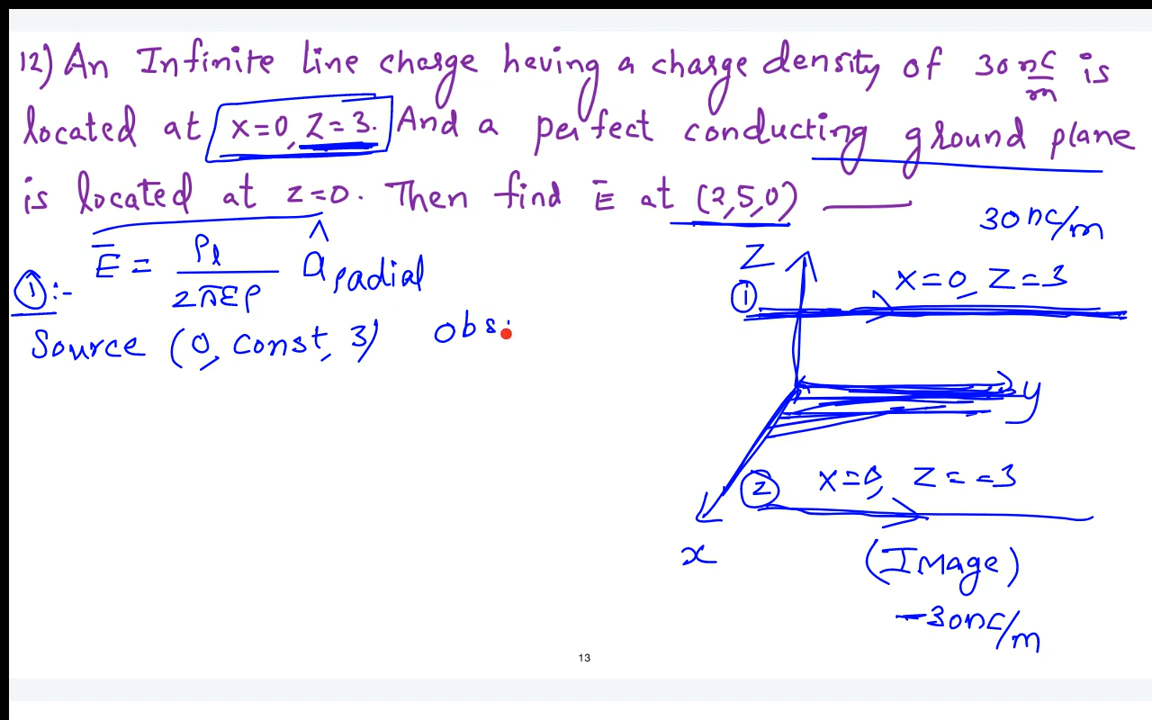 12) An Infinite line charge having a charge density of 30 nC/m is
located at x=0, Z=3. And a perfect conducting ground plane
is located at z=0. Then find E̅ at (2,5,0) ———
30nc/m
E̅ = ρl / 2περ â radial
①:-
Source (0, const, 3) obs:
Z
①
x=0, Z=3
y
②
x=0, Z=-3
x
(Image)
-30nc/m
13